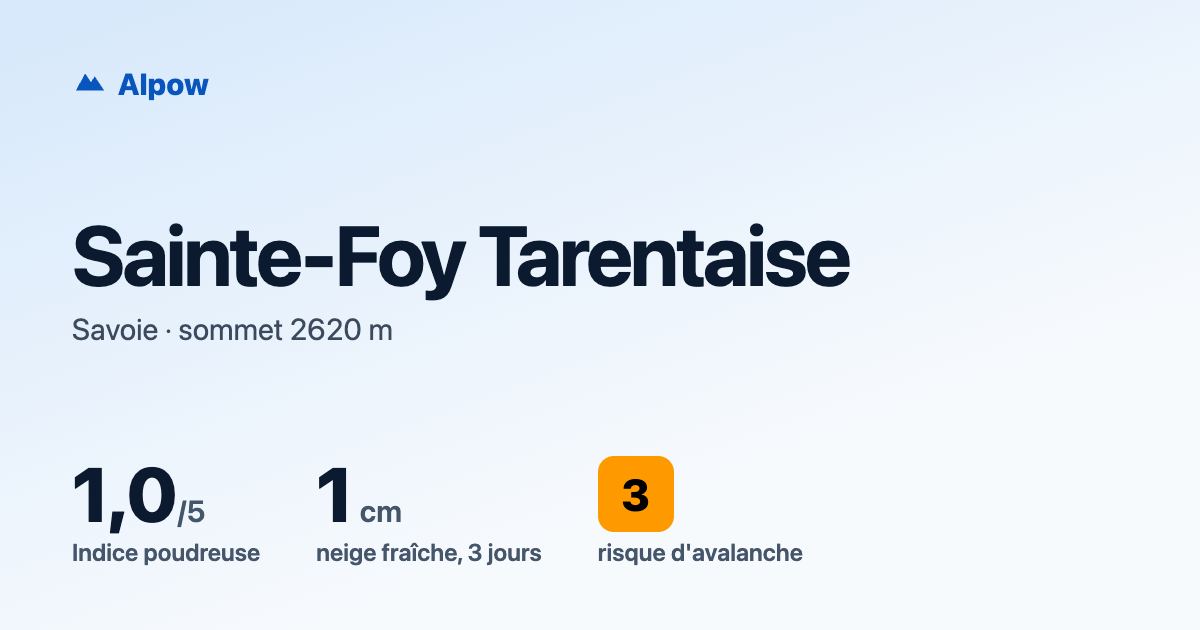 Alpow
Sainte-Foy Tarentaise
Savoie · sommet 2620 m
1,0/5
Indice poudreuse
1 cm
neige fraîche, 3 jours
3
risque d'avalanche